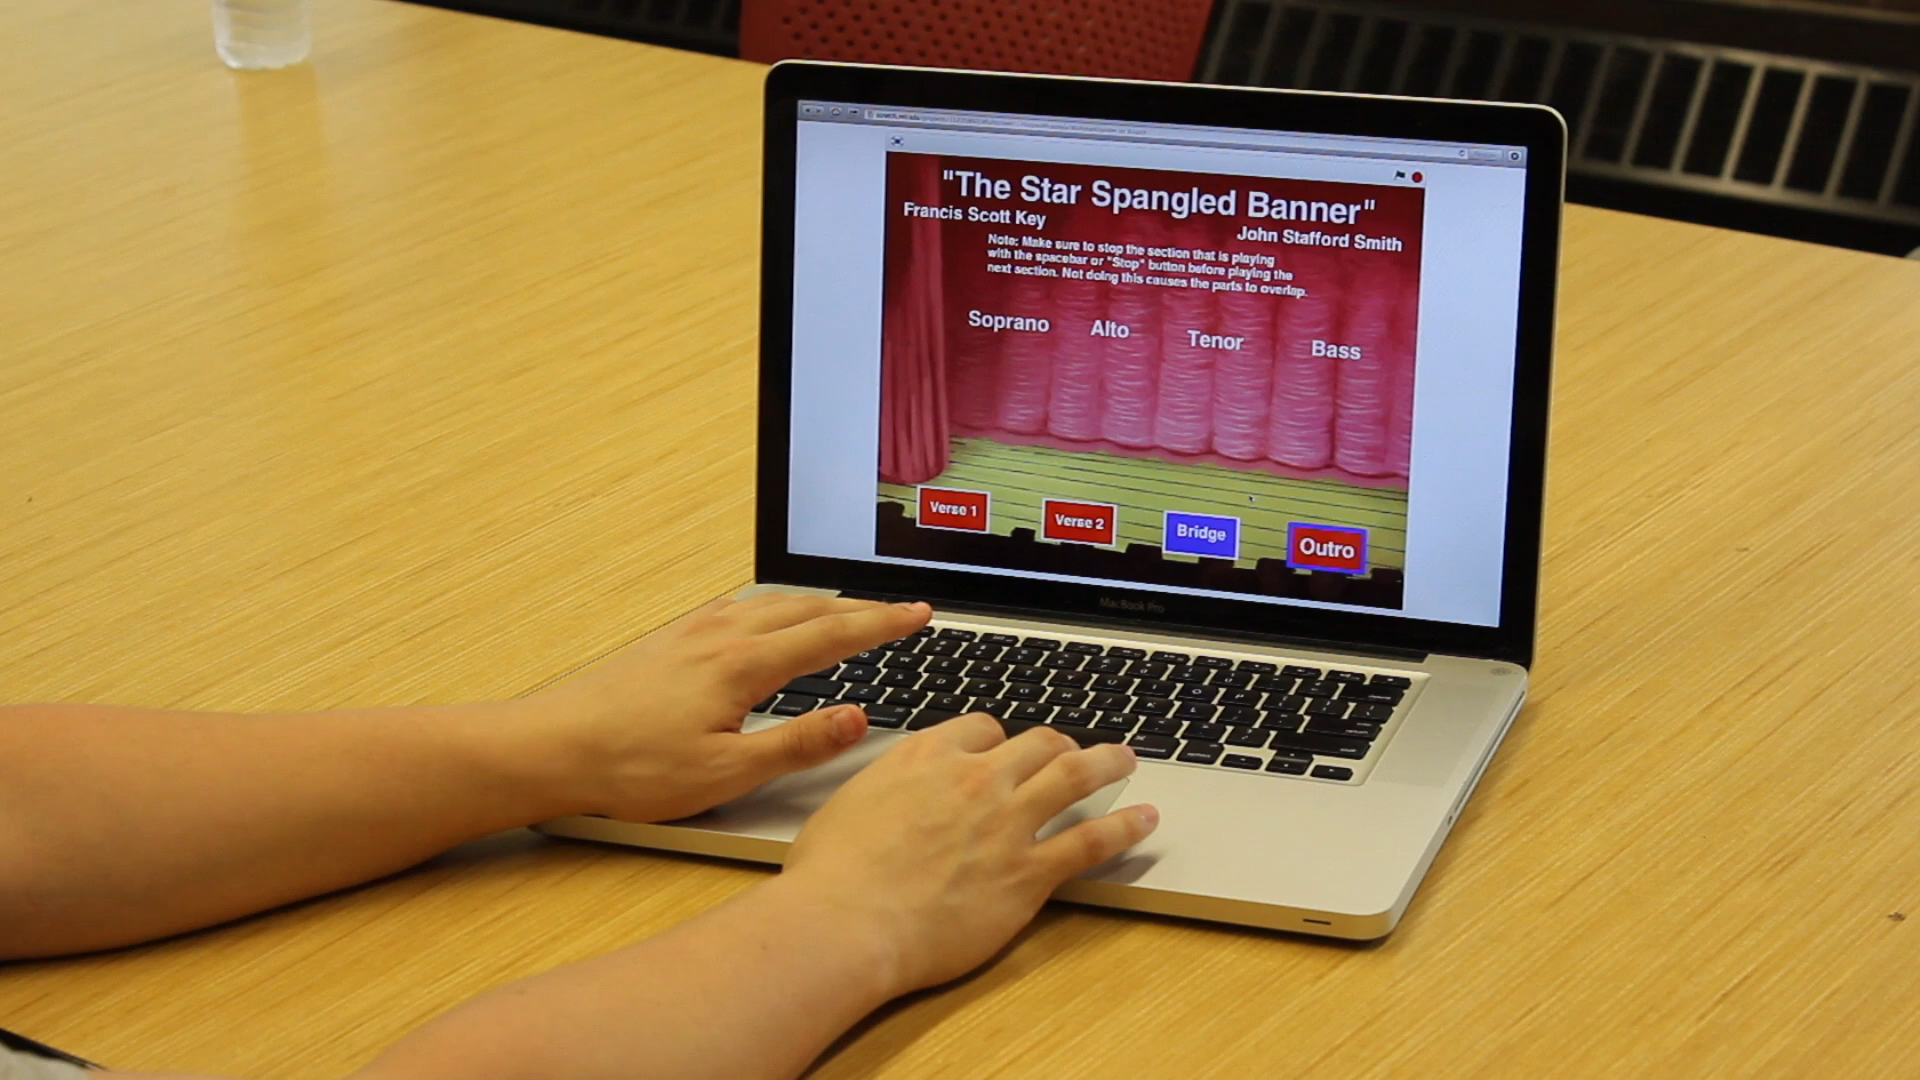 "The Star Spangled Banner"
Francis Scott Key
John Stafford Smith
Note: Make sure to stop the section that is playing
with the spacebar or "Stop" button before playing the
next section. Not doing this causes the parts to overlap.
Soprano
Alto
Tenor
Bass
Verse 1
Verse 2
Bridge
Outro
MacBook Pro